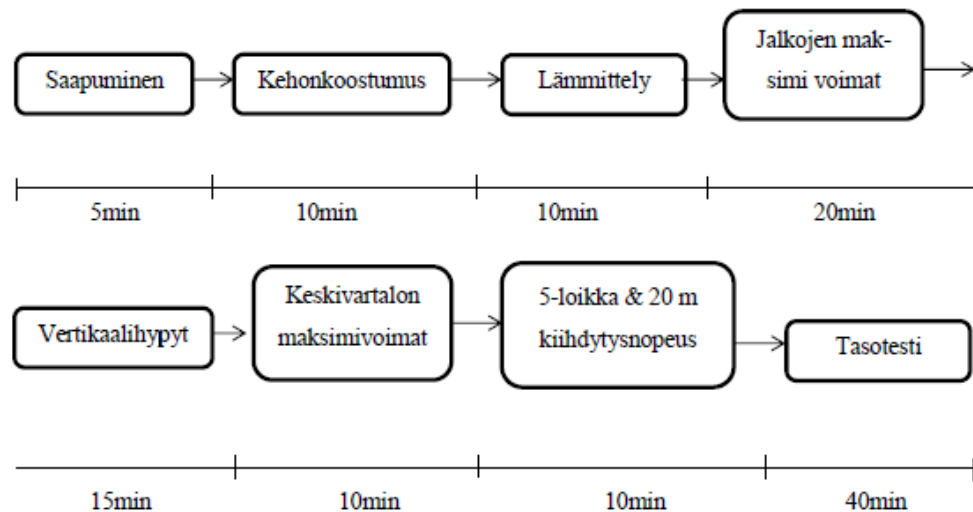 Saapuminen
Kehonkoostumus
Lämmittely
Jalkojen mak-
simi voimat
5min
10min
10min
20min
Vertikaalihypyt
Keskivartalon
maksimivoimat
5-loikka & 20 m
kiihdytysnopeus
Tasotesti
15min
10min
10min
40min